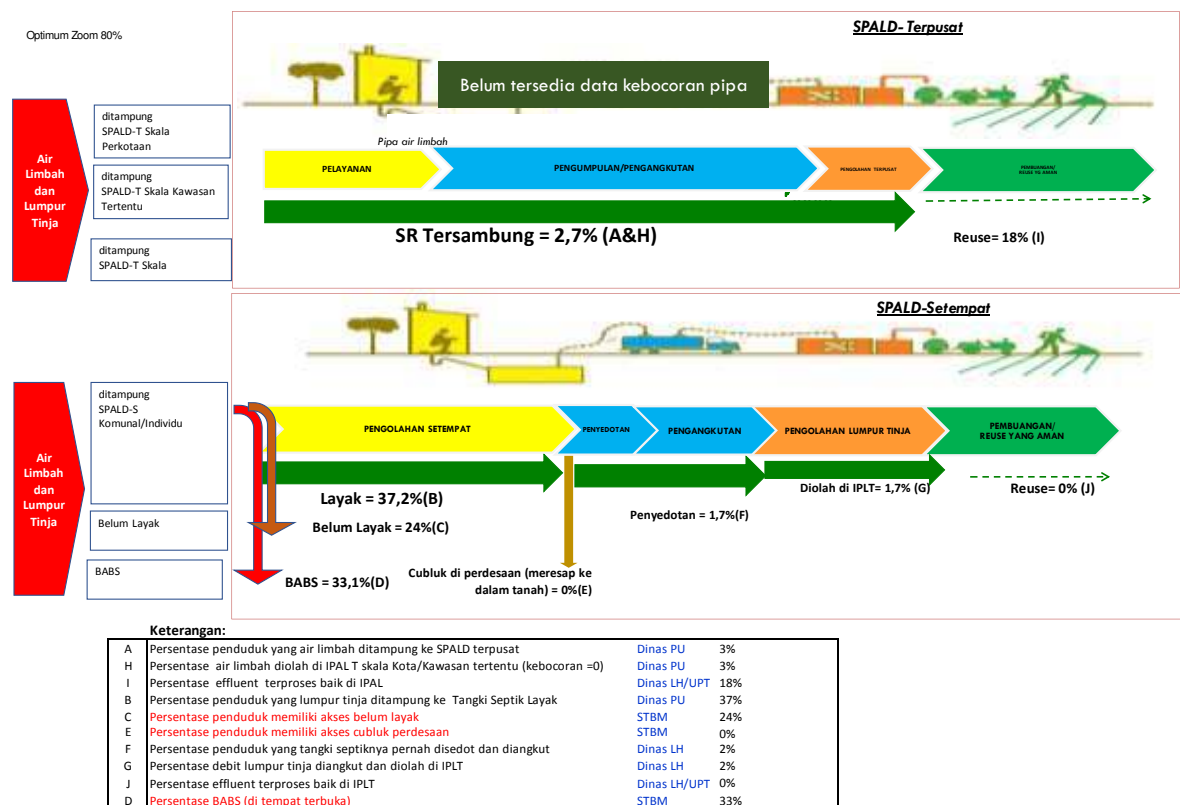 Optimum Zoom 80%
SPALD- Terpusat
Belum tersedia data kebocoran pipa
Air
Limbah
dan
Lumpur
Tinja
ditampung
SPALD-T Skala
Perkotaan
ditampung
SPALD-T Skala Kawasan
Tertentu
ditampung
SPALD-T Skala
Pipa air limbah
PELAYANAN
PENGUMPULAN/PENGANGKUTAN
PENGOLAHAN TERPUSAT
PEMBUANGAN/
REUSE YG AMAN
SR Tersambung = 2,7% (A&H)
Reuse= 18% (I)
SPALD-Setempat
Air
Limbah
dan
Lumpur
Tinja
ditampung
SPALD-S
Komunal/Individu
Belum Layak
BABS
PENGOLAHAN SETEMPAT
PENYEDOTAN
PENGANGKUTAN
PENGOLAHAN LUMPUR TINJA
PEMBUANGAN/
REUSE YANG AMAN
Layak = 37,2%(B)
Belum Layak = 24%(C)
BABS = 33,1%(D)
Cubluk di perdesaan (meresap ke
dalam tanah) = 0%(E)
Penyedotan = 1,7%(F)
Diolah di IPLT= 1,7% (G)
Reuse= 0% (J)
Keterangan:
A Persentase penduduk yang air limbah ditampung ke SPALD terpusat Dinas PU 3%
H Persentase air limbah diolah di IPAL T skala Kota/Kawasan tertentu (kebocoran =0) Dinas PU 3%
I Persentase effluent terproses baik di IPAL Dinas LH/UPT 18%
B Persentase penduduk yang lumpur tinja ditampung ke Tangki Septik Layak Dinas PU 37%
C Persentase penduduk memiliki akses belum layak STBM 24%
E Persentase penduduk memiliki akses cubluk perdesaan STBM 0%
F Persentase penduduk yang tangki septiknya pernah disedot dan diangkut Dinas LH 2%
G Persentase debit lumpur tinja diangkut dan diolah di IPLT Dinas LH 2%
J Persentase effluent terproses baik di IPLT Dinas LH/UPT 0%
D Persentase BABS (di tempat terbuka) STBM 33%